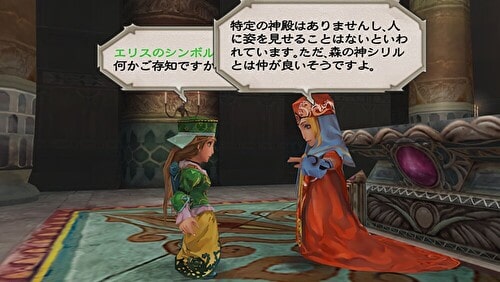 エリスのシンボル
何かご存知ですか
特定の神殿はありませんし、人
に姿を見せることはないといわ
れています。ただ、森の神シリル
とは仲が良いそうですよ。